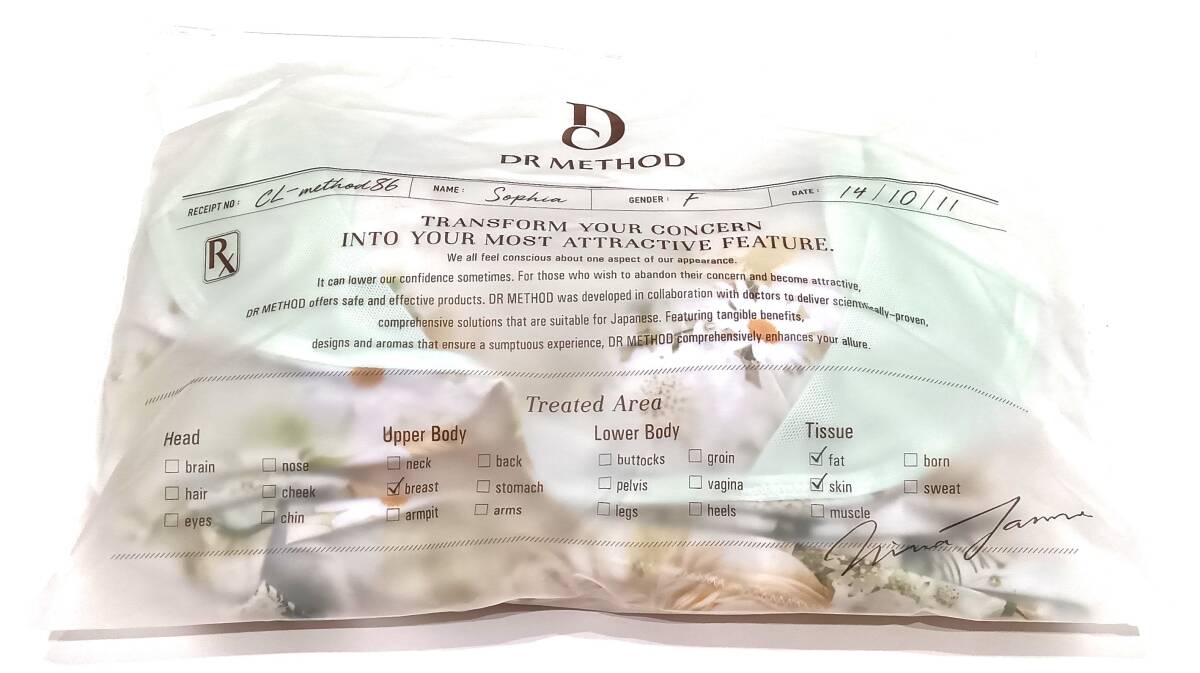 DR METHOD
RECEIPT NO : CL-method86 NAME : Sophia GENDER : F DATE : 14/10/11
TRANSFORM YOUR CONCERN
INTO YOUR MOST ATTRACTIVE FEATURE.
Rx
We all feel conscious about one aspect of our appearance.
It can lower our confidence sometimes. For those who wish to abandon their concern and become attractive,
DR METHOD offers safe and effective products. DR METHOD was developed in collaboration with doctors to deliver scientifically-proven,
comprehensive solutions that are suitable for Japanese. Featuring tangible benefits,
designs and aromas that ensure a sumptuous experience, DR METHOD comprehensively enhances your allure.
Treated Area
Head
brain nose
hair cheek
eyes chin
Upper Body
neck back
breast stomach
armpit arms
Lower Body
buttocks groin
pelvis vagina
legs heels
Tissue
fat born
skin sweat
muscle
Nina